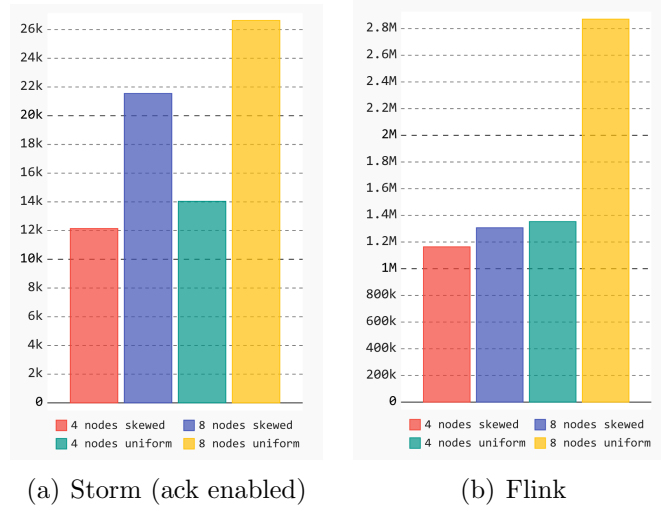 26k
24k
22k
20k
18k
16k
14k
12k
10k
8k
6k
4k
2k
0
4 nodes skewed 8 nodes skewed
4 nodes uniform 8 nodes uniform
(a) Storm (ack enabled)
2.8M
2.6M
2.4M
2.2M
2M
1.8M
1.6M
1.4M
1.2M
1M
800k
600k
400k
200k
0
4 nodes skewed 8 nodes skewed
4 nodes uniform 8 nodes uniform
(b) Flink